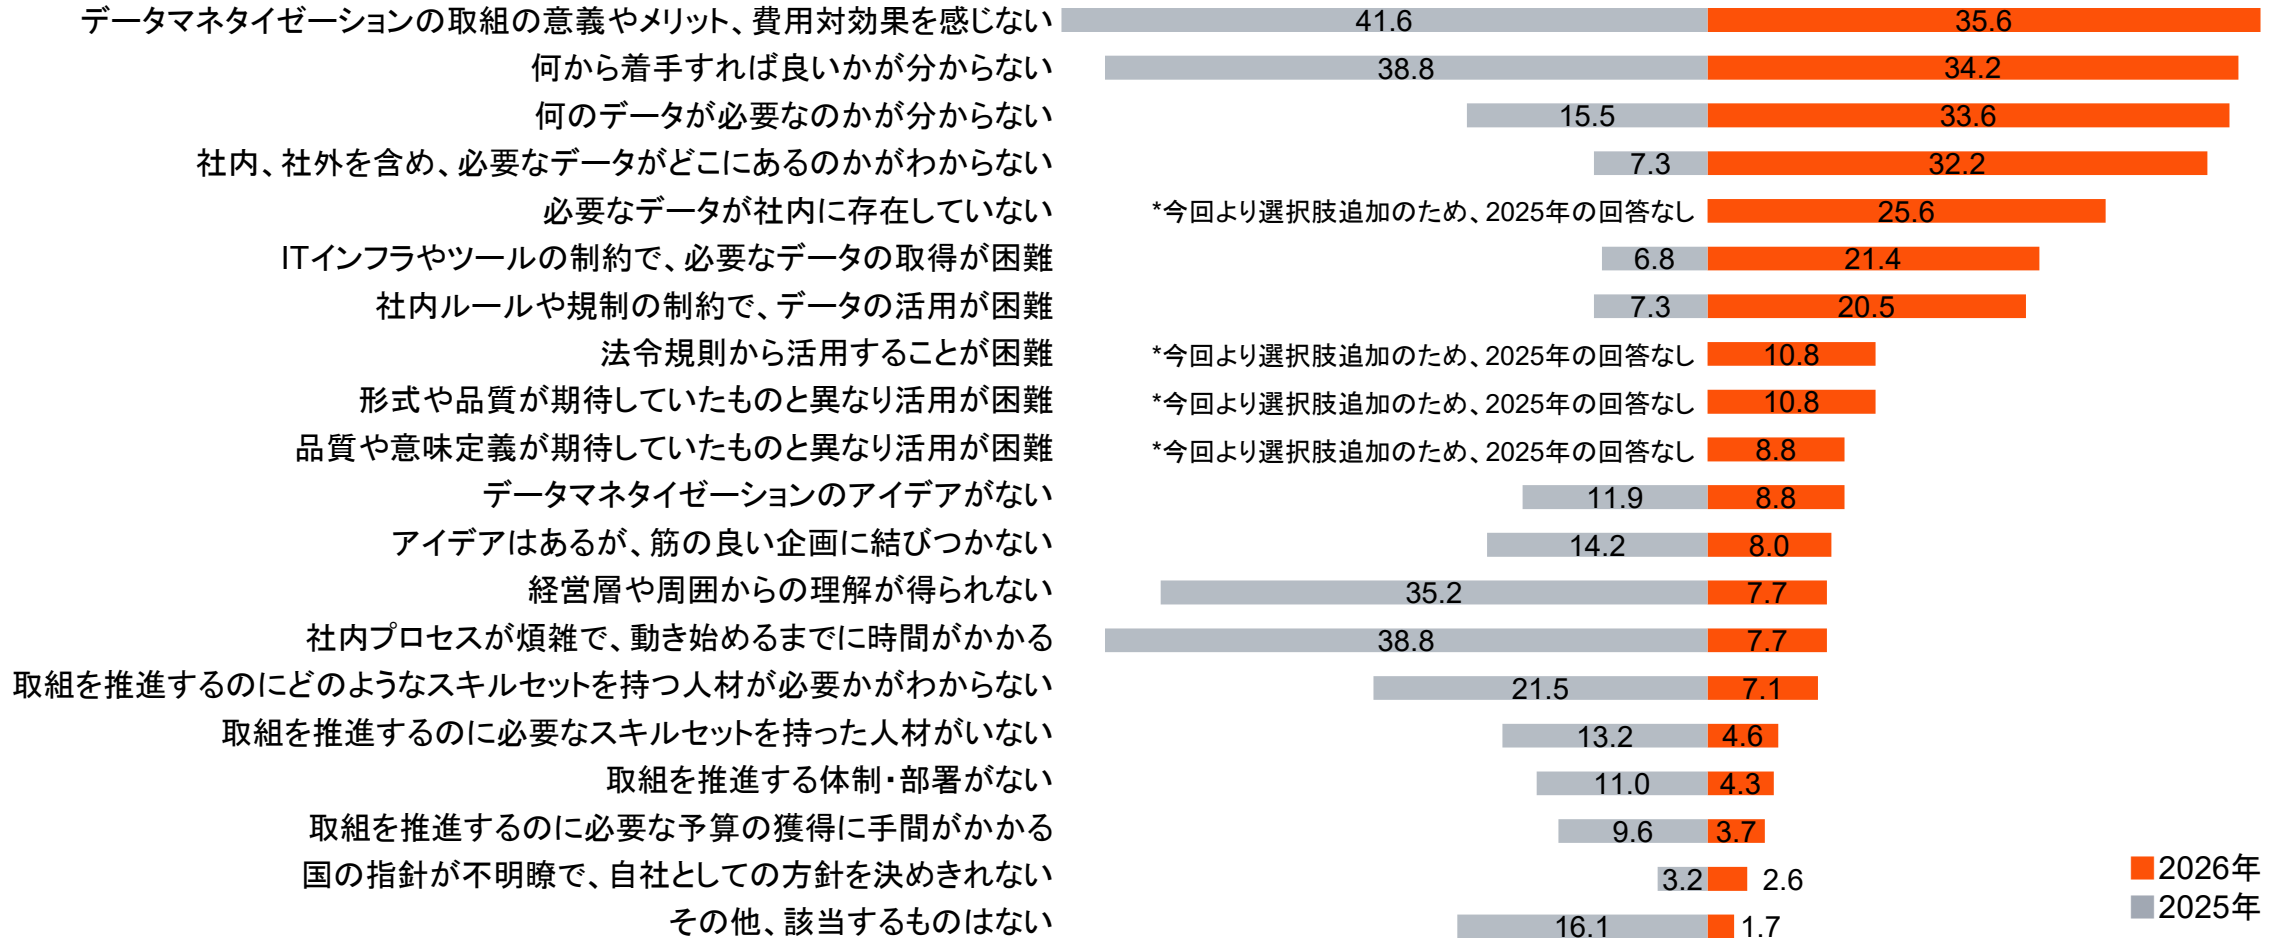 データマネタイゼーションの取組の意義やメリット、費用対効果を感じない 41.6 35.6
何から着手すれば良いかが分からない 38.8 34.2
何のデータが必要なのかが分からない 15.5 33.6
社内、社外を含め、必要なデータがどこにあるのかがわからない 7.3 32.2
必要なデータが社内に存在していない *今回より選択肢追加のため、2025年の回答なし 25.6
ITインフラやツールの制約で、必要なデータの取得が困難 6.8 21.4
社内ルールや規制の制約で、データの活用が困難 7.3 20.5
法令規則から活用することが困難 *今回より選択肢追加のため、2025年の回答なし 10.8
形式や品質が期待していたものと異なり活用が困難 *今回より選択肢追加のため、2025年の回答なし 10.8
品質や意味定義が期待していたものと異なり活用が困難 *今回より選択肢追加のため、2025年の回答なし 8.8
データマネタイゼーションのアイデアがない 11.9 8.8
アイデアはあるが、筋の良い企画に結びつかない 14.2 8.0
経営層や周囲からの理解が得られない 35.2 7.7
社内プロセスが煩雑で、動き始めるまでに時間がかかる 38.8 7.7
取組を推進するのにどのようなスキルセットを持つ人材が必要かがわからない 21.5 7.1
取組を推進するのに必要なスキルセットを持った人材がいない 13.2 4.6
取組を推進する体制・部署がない 11.0 4.3
取組を推進するのに必要な予算の獲得に手間がかかる 9.6 3.7
国の指針が不明瞭で、自社としての方針を決めきれない 3.2 2.6
その他、該当するものはない 16.1 1.7
2026年
2025年